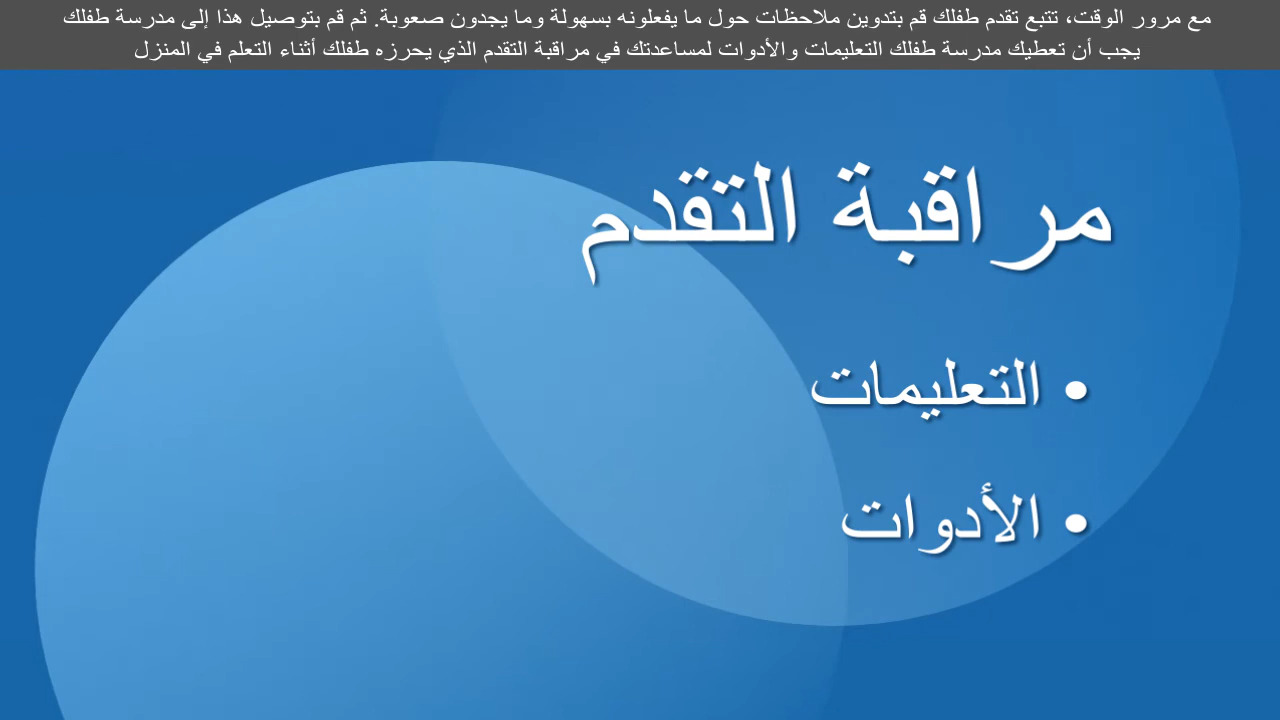 مع مرور الوقت، تتبع تقدم طفلك قم بتدوين ملاحظات حول ما يفعلونه بسهولة وما يجدون صعوبة. ثم قم بتوصيل هذا إلى مدرسة طفلك
يجب أن تعطيك مدرسة طفلك التعليمات والأدوات لمساعدتك في مراقبة التقدم الذي يحرزه طفلك أثناء التعلم في المنزل
مراقبة التقدم
• التعليمات
• الأدوات